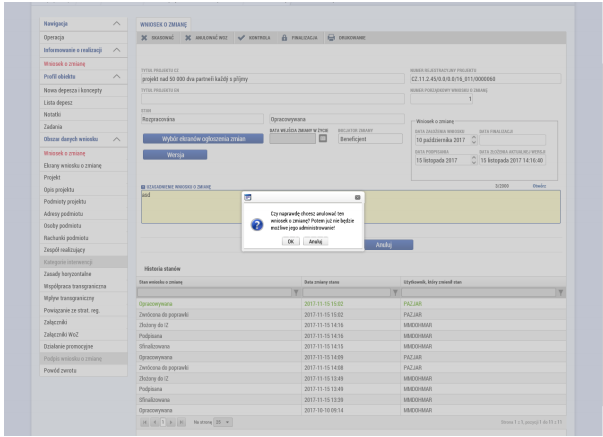 Nawigacja
Operacja
Informowanie o realizacji
Wniosek o zmianę
Profil obiektu
Nowa depesza i koncepty
Lista depesz
Notatki
Zadania
Obszar danych wniosku
Wniosek o zmianę
Ekrany wniosku o zmianę
Projekt
Opis projektu
Podmioty projektu
Adresy podmiotu
Osoby podmiotu
Rachunki podmiotu
Zespół realizujący
Kategorie interwencji
Zasady horyzontalne
Współpraca transgraniczna
Wpływ transgraniczny
Powiązanie ze strat. reg.
Załączniki
Załączniki WoZ
Działanie promocyjne
Podpis wniosku o zmianę
Powód zwrotu
WNIOSEK O ZMIANĘ
SKASOWAĆ ANULOWAĆ WOZ KONTROLA FINALIZACJA DRUKOWANIE
TYTUŁ PROJEKTU CZ
projekt nad 50 000 dva partneři každý s příjmy
NUMER REJESTRACYJNY PROJEKTU
CZ.11.2.45/0.0/0.0/16_011/0000060
TYTUŁ PROJEKTU EN
NUMER PORZĄDKOWY WNIOSKU O ZMIANĘ
1
STAN
Rozpracowana
Opracowywana
Wybór ekranów ogłoszenia zmian
DATA WEJŚCIA ZMIANY W ŻYCIE
INICJATOR ZMIANY
Beneficjent
Wersja
Wniosek o zmianę
DATA ZŁOŻENIA WNIOSKU DATA FINALIZACJI
10 października 2017
DATA PODPISANIA DATA ZŁOŻENIA AKTUALNEJ WERSJI
15 listopada 2017 15 listopada 2017 14:16:40
UZASADNIENIE WNIOSKU O ZMIANĘ
3/2000
Otwórz
asd
Czy naprawdę chcesz anulować ten
wniosek o zmianę? Potem już nie będzie
możliwe jego administrowanie!
OK Anuluj
Anuluj
Historia stanów
Stan wniosku o zmianę Data zmiany stanu Użytkownik, który zmienił stan
Opracowywana 2017-11-15 15:02 PAZJAR
Zwrócona do poprawki 2017-11-15 15:02 PAZJAR
Złożony do IZ 2017-11-15 14:16 MMDOHMAR
Podpisana 2017-11-15 14:16 MMDOHMAR
Sfinalizowana 2017-11-15 14:15 MMDOHMAR
Opracowywana 2017-11-15 14:09 PAZJAR
Zwrócona do poprawki 2017-11-15 14:08 PAZJAR
Złożony do IZ 2017-11-15 13:49 MMDOHMAR
Podpisana 2017-11-15 13:49 MMDOHMAR
Sfinalizowana 2017-11-15 13:39 MMDOHMAR
Opracowywana 2017-10-10 09:14 MMDOHMAR
1
Na stronę 25